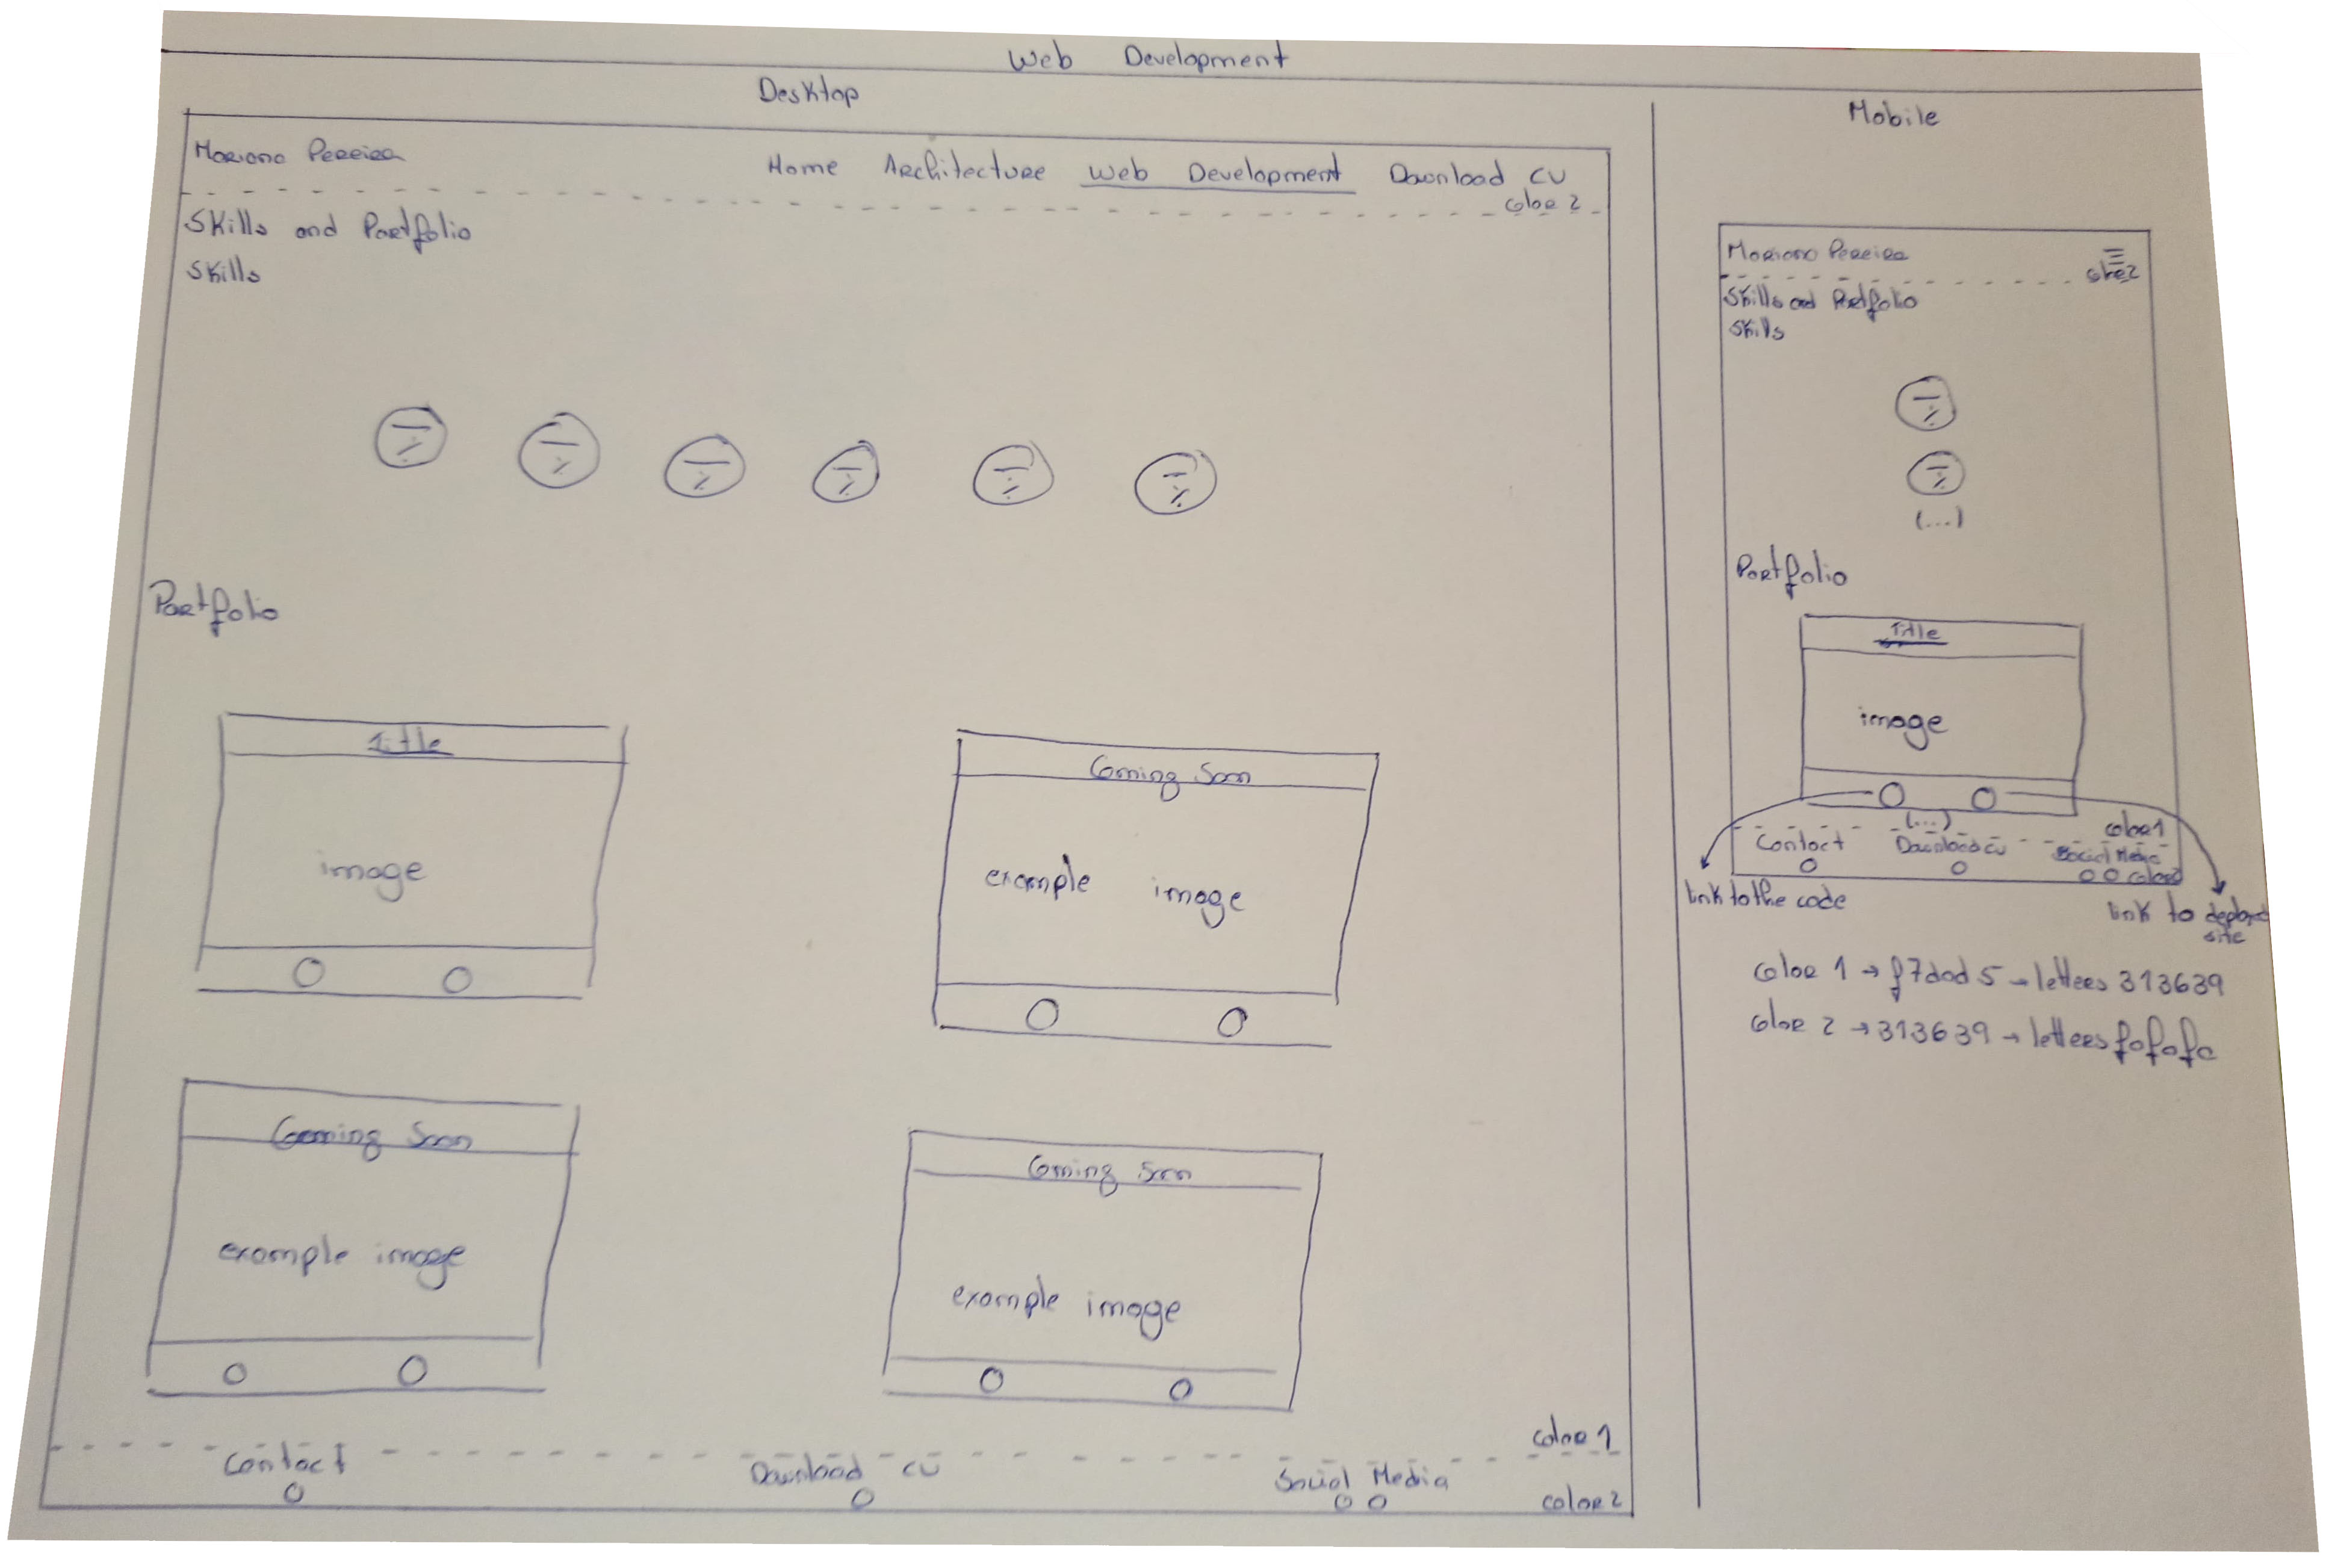 Web Development
Desktop
Mariana Pereira Home Architecture Web Development Download CV
color 2
Skills and Portfolio
Skills
%
%
%
%
%
%
Portfolio
Title
image
Coming Soon
example image
Coming Soon
example image
Coming Soon
example image
color 1
Contact Download CV Social Media
color 2
Mobile
Mariana Pereira
color 2
Skills and Portfolio
Skills
%
%
(...)
Portfolio
Title
image
(...)
color 1
Contact Download CV Social Media
color 2
link to the code
link to deployed
site
color 1 → f7dad5 → letters 313639
color 2 → 313639 → letters fafafa